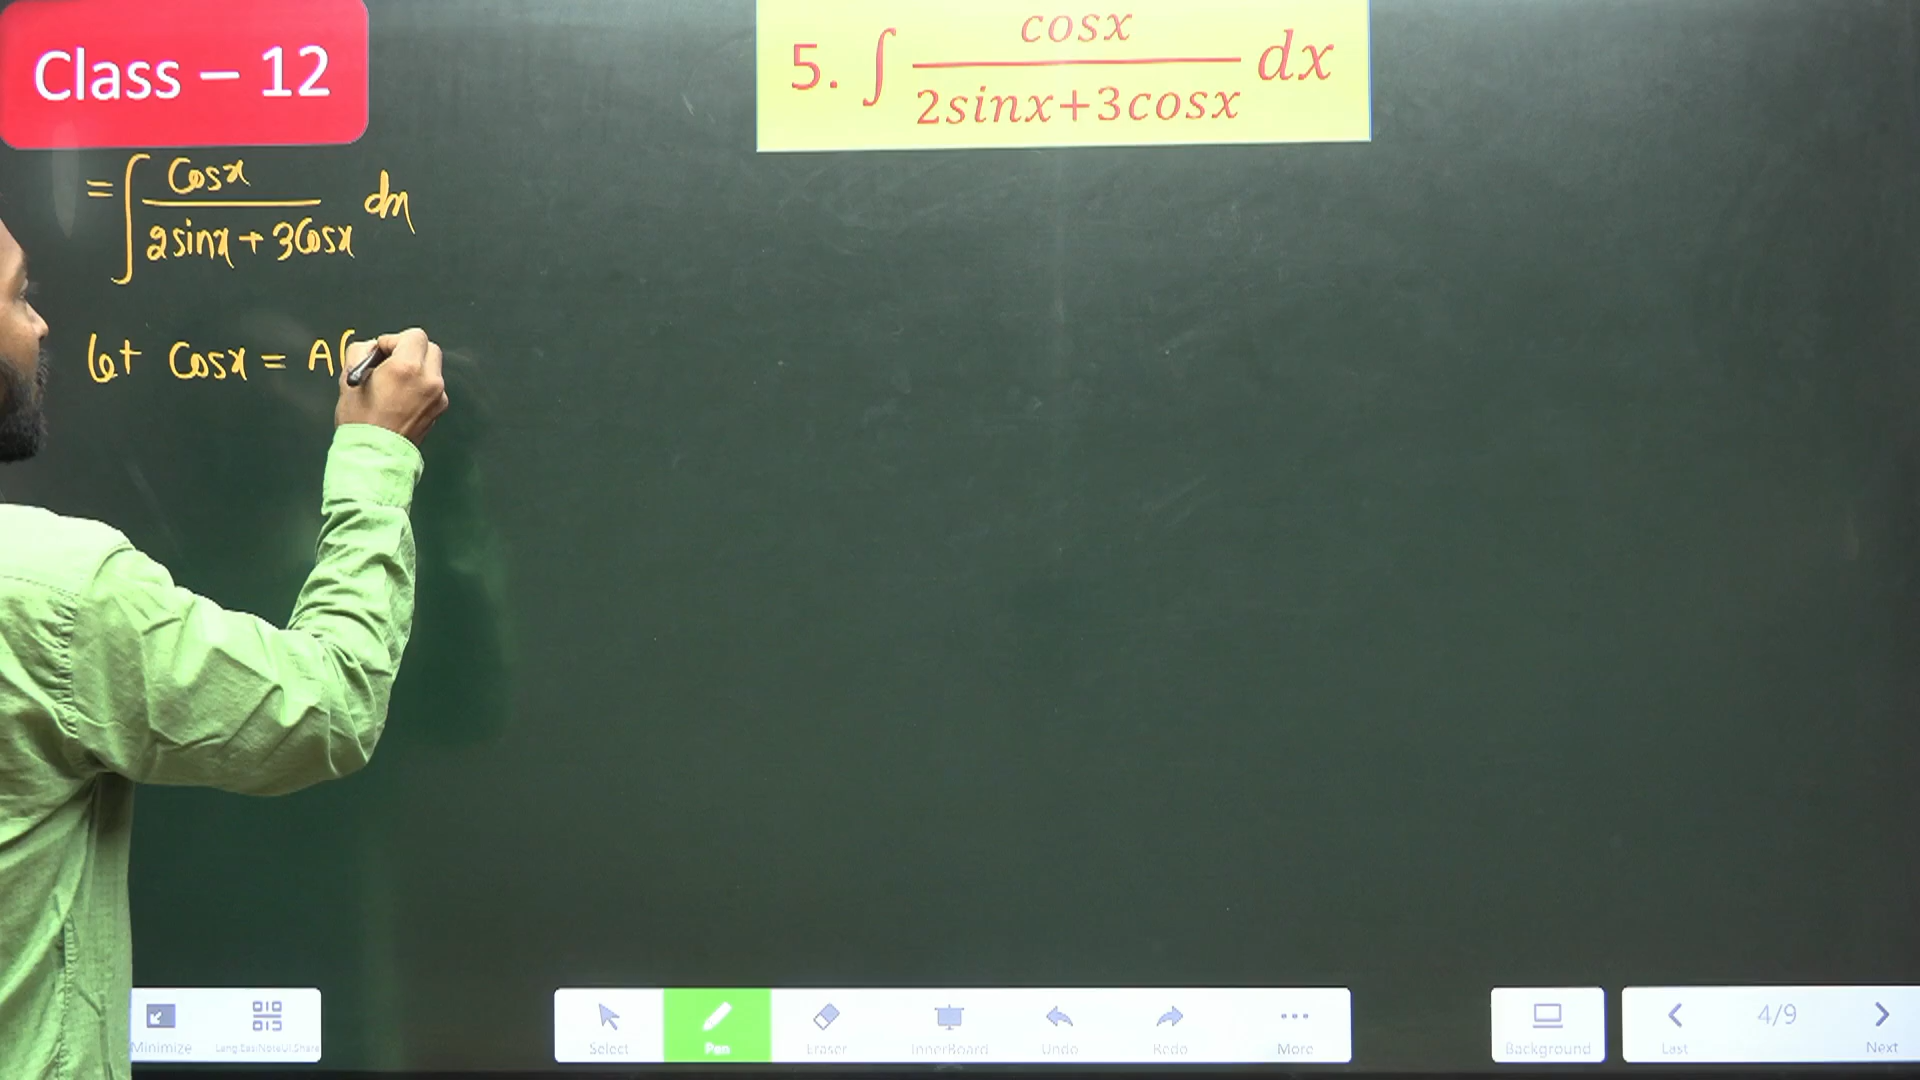 Class – 12
5. ∫ cosx / 2sinx+3cosx dx
= ∫ Cosx / 2sinx + 3Cosx dx
Let Cosx = A(
Minimize
Select Pen Eraser InnerBoard Undo Redo More
Background
Last 4/9 Next